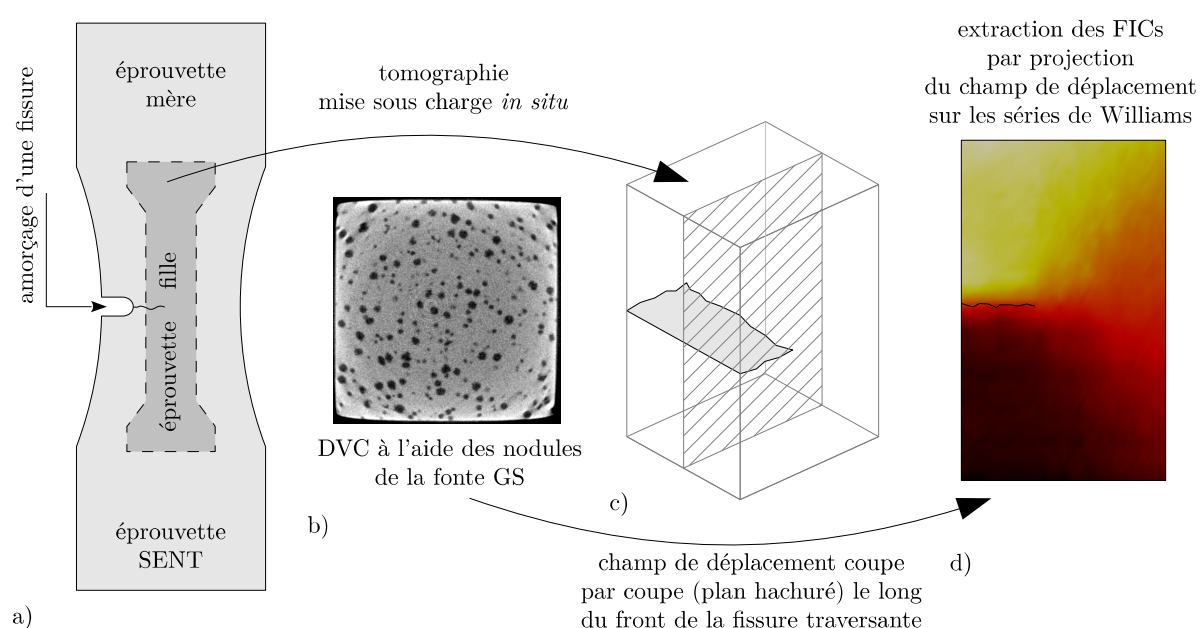 éprouvette
mère
amorçage d'une fissure
éprouvette fille
éprouvette
SENT
a)
tomographie
mise sous charge in situ
DVC à l'aide des nodules
de la fonte GS
b)
c)
champ de déplacement coupe
par coupe (plan hachuré) le long
du front de la fissure traversante
extraction des FICs
par projection
du champ de déplacement
sur les séries de Williams
d)